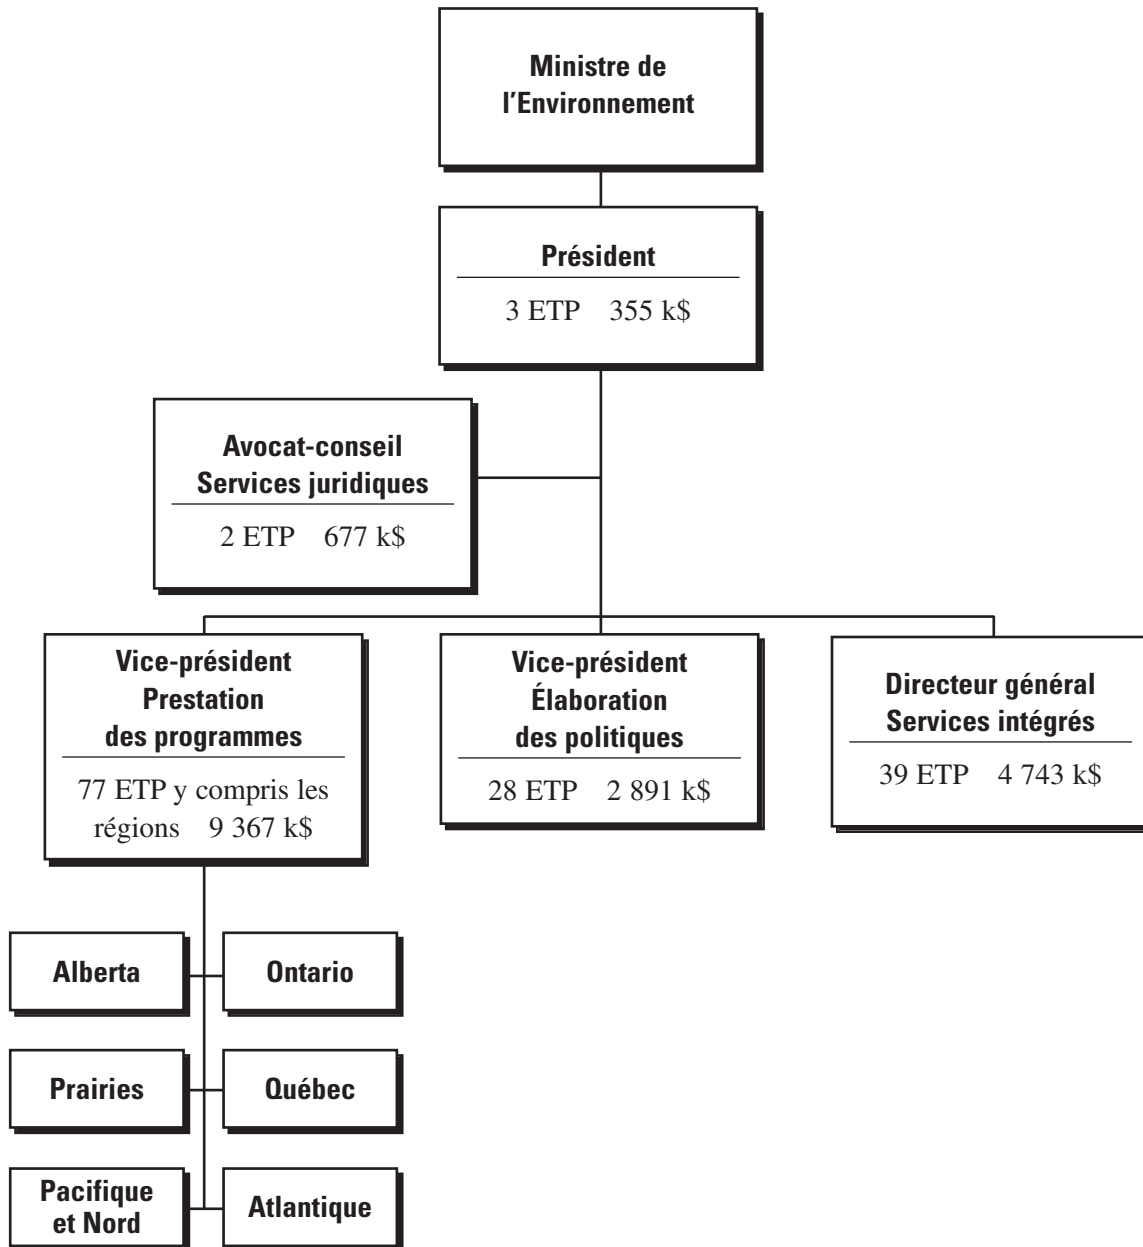 Ministre de
l'Environnement
Président
3 ETP 355 k$
Avocat-conseil
Services juridiques
2 ETP 677 k$
Vice-président
Prestation
des programmes
77 ETP y compris les
régions 9 367 k$
Vice-président
Élaboration
des politiques
28 ETP 2 891 k$
Directeur général
Services intégrés
39 ETP 4 743 k$
Alberta
Ontario
Prairies
Québec
Pacifique
et Nord
Atlantique